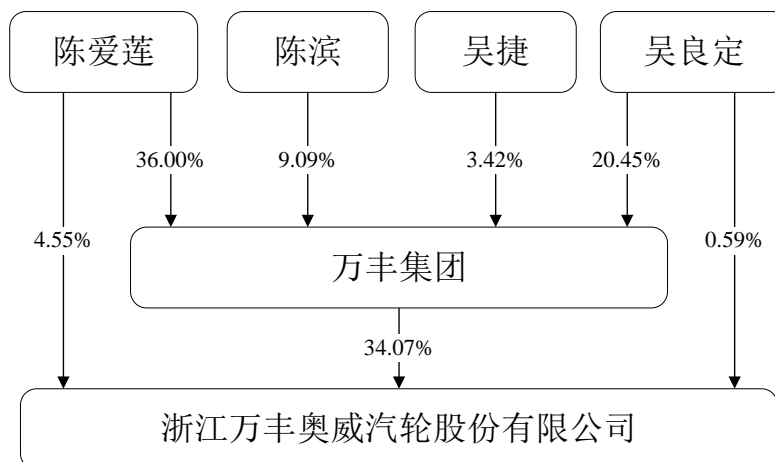 陈爱莲
陈滨
吴捷
吴良定
36.00%
9.09%
3.42%
20.45%
4.55%
0.59%
万丰集团
34.07%
浙江万丰奥威汽轮股份有限公司